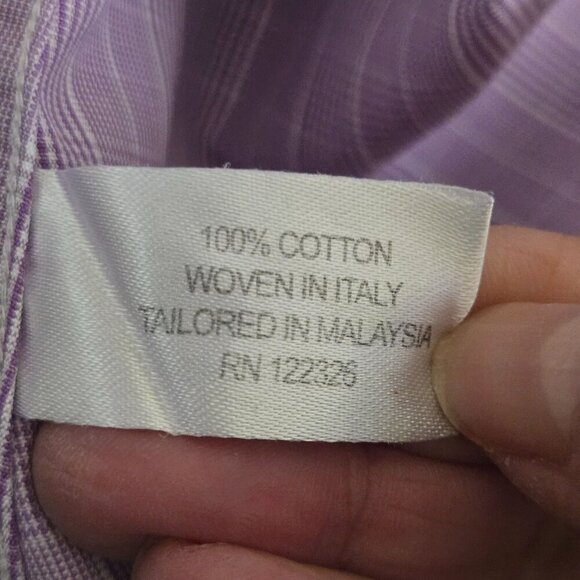 100% COTTON
WOVEN IN ITALY
TAILORED IN MALAYSIA
RN 122326